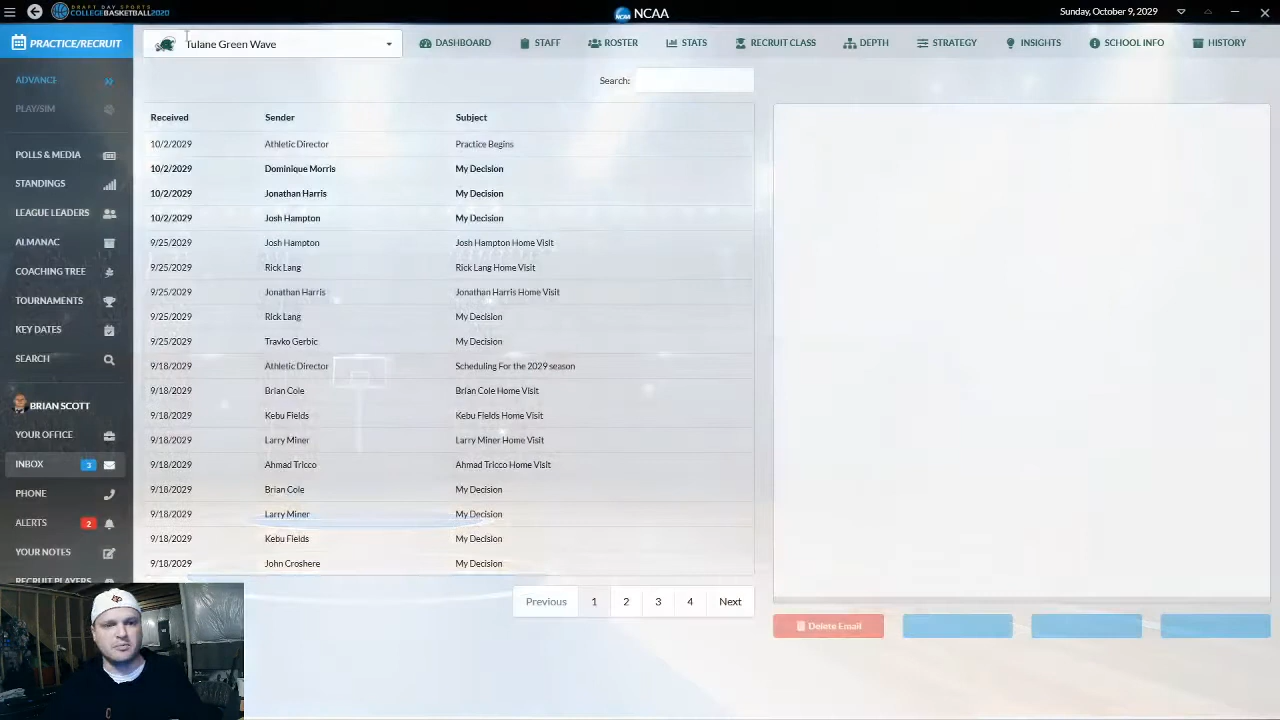 DRAFT DAY SPORTS
COLLEGE BASKETBALL 2020
NCAA
Sunday, October 9, 2029
PRACTICE/RECRUIT
Tulane Green Wave
DASHBOARD
STAFF
ROSTER
STATS
RECRUIT CLASS
DEPTH
STRATEGY
INSIGHTS
SCHOOL INFO
HISTORY
ADVANCE
PLAY/SIM
POLLS & MEDIA
STANDINGS
LEAGUE LEADERS
ALMANAC
COACHING TREE
TOURNAMENTS
KEY DATES
SEARCH
BRIAN SCOTT
YOUR OFFICE
INBOX 3
PHONE
ALERTS 2
YOUR NOTES
RECRUIT PLAYERS
Search:
Received Sender Subject
10/2/2029 Athletic Director Practice Begins
10/2/2029 Dominique Morris My Decision
10/2/2029 Jonathan Harris My Decision
10/2/2029 Josh Hampton My Decision
9/25/2029 Josh Hampton Josh Hampton Home Visit
9/25/2029 Rick Lang Rick Lang Home Visit
9/25/2029 Jonathan Harris Jonathan Harris Home Visit
9/25/2029 Rick Lang My Decision
9/25/2029 Travko Gerbic My Decision
9/18/2029 Athletic Director Scheduling For the 2029 season
9/18/2029 Brian Cole Brian Cole Home Visit
9/18/2029 Kebu Fields Kebu Fields Home Visit
9/18/2029 Larry Miner Larry Miner Home Visit
9/18/2029 Ahmad Tricco Ahmad Tricco Home Visit
9/18/2029 Brian Cole My Decision
9/18/2029 Larry Miner My Decision
9/18/2029 Kebu Fields My Decision
9/18/2029 John Croshere My Decision
Previous 1 2 3 4 Next
Delete Email